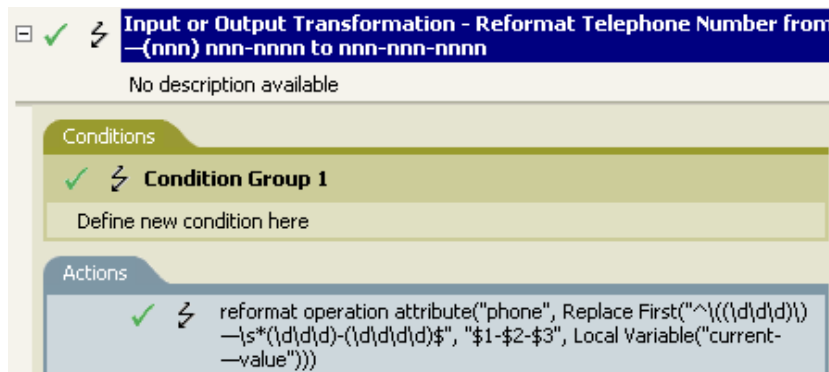 Input or Output Transformation - Reformat Telephone Number from
—(nnn) nnn-nnnn to nnn-nnn-nnnn
No description available
Conditions
Condition Group 1
Define new condition here
Actions
reformat operation attribute("phone", Replace First("^\((\d\d\d)\)
—\s*(\d\d\d)-(\d\d\d\d)$", "$1-$2-$3", Local Variable("current-
—value")))